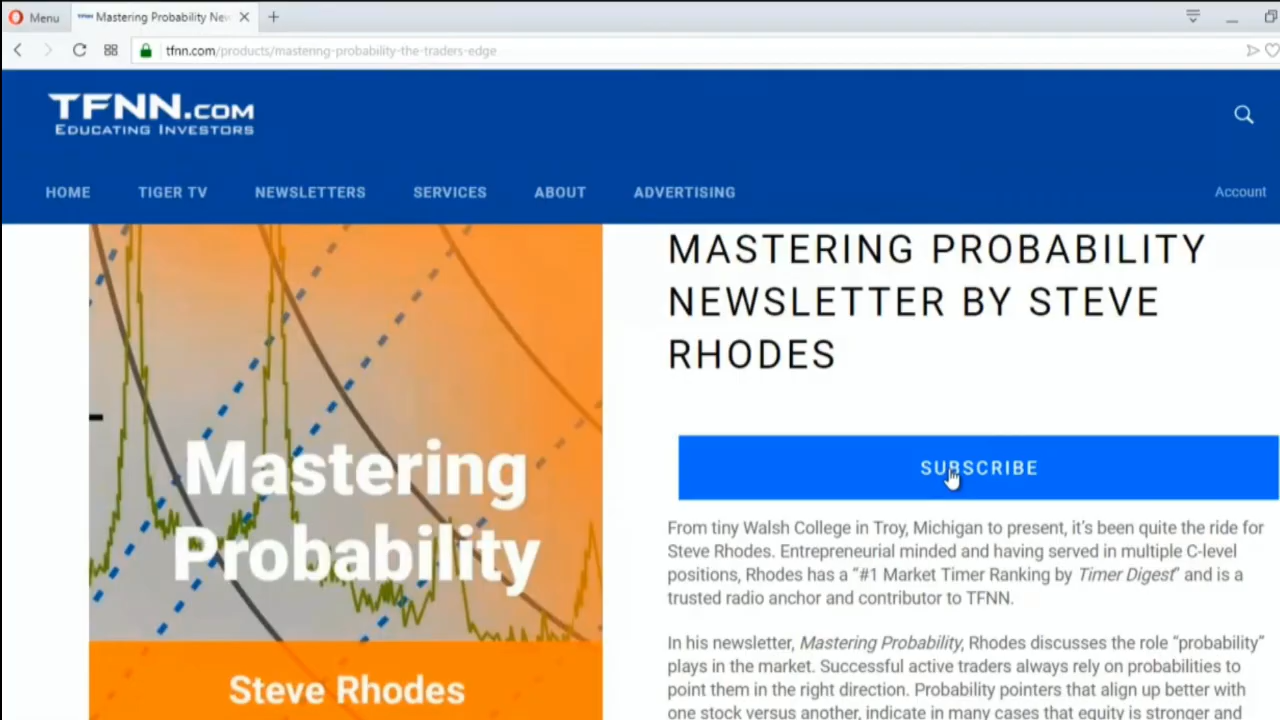 Menu
Mastering Probability Nev
tfnn.com/products/masterng-probability-the-traders-edge
TFNN.COM
EDUCATING INVESTORS
HOME TIGER TV NEWSLETTERS SERVICES ABOUT ADVERTISING Account
MASTERING PROBABILITY
NEWSLETTER BY STEVE
RHODES
Mastering
Probability
Steve Rhodes
SUBSCRIBE
From tiny Walsh College in Troy, Michigan to present, it's been quite the ride for
Steve Rhodes. Entrepreneurial minded and having served in multiple C-level
positions, Rhodes has a “#1 Market Timer Ranking by Timer Digest” and is a
trusted radio anchor and contributor to TFNN.
In his newsletter, Mastering Probability, Rhodes discusses the role “probability”
plays in the market. Successful active traders always rely on probabilities to
point them in the right direction. Probability pointers that align up better with
one stock versus another, indicate in many cases that equity is stronger and